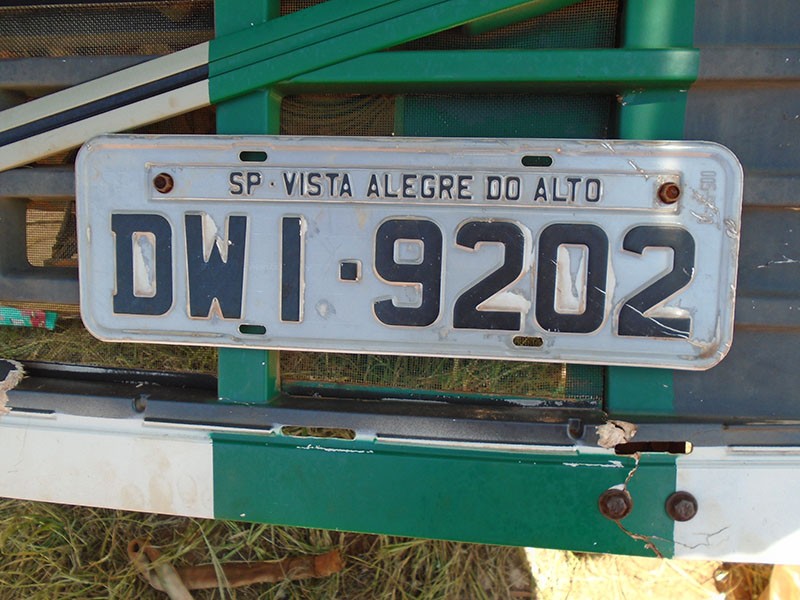 SP · VISTA ALEGRE DO ALTO
DWI·9202